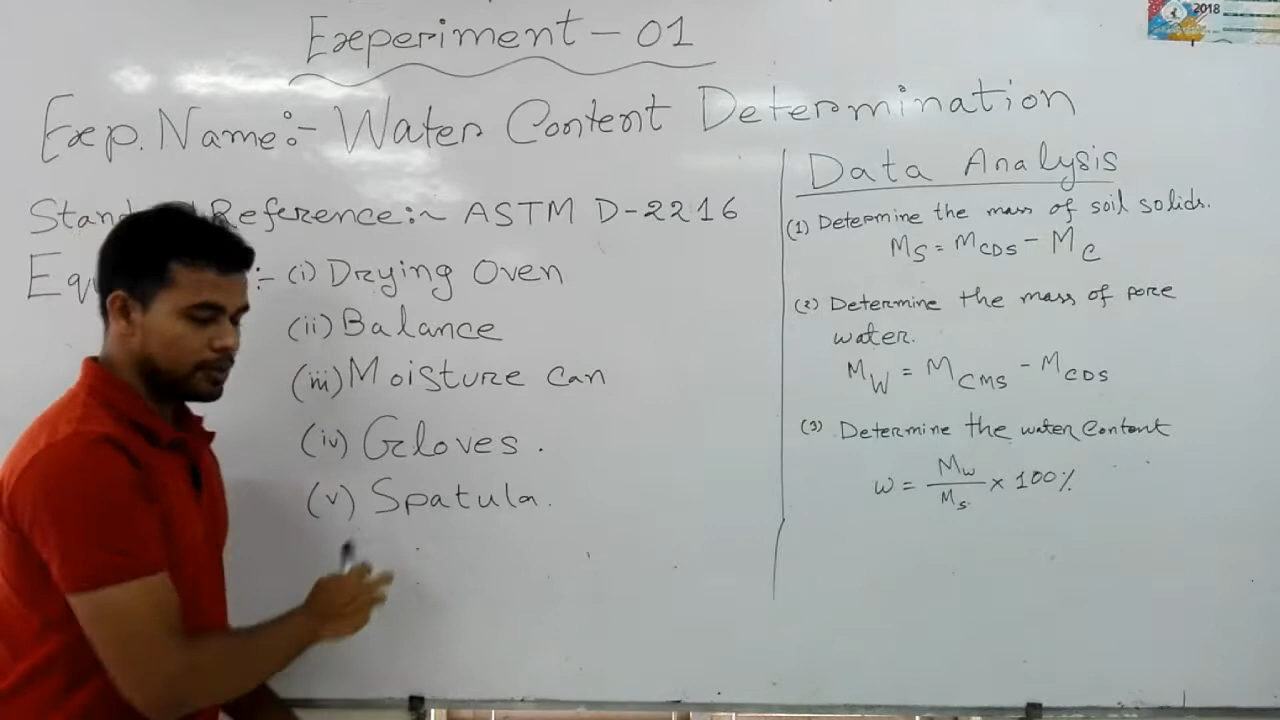 2018
Experiment - 01
Exp. Name:- Water Content Determination
Reference:~ ASTM D-2216
:- (i) Drying Oven
(ii) Balance
(iii) Moisture can
(iv) Gloves.
(v) Spatula.
Data Analysis
(1) Determine the mass of soil solids.
MS = MCDS - MC
(2) Determine the mass of pore
water.
MW = MCMS - MCDS
(3) Determine the water content
w = Mw/Ms × 100%